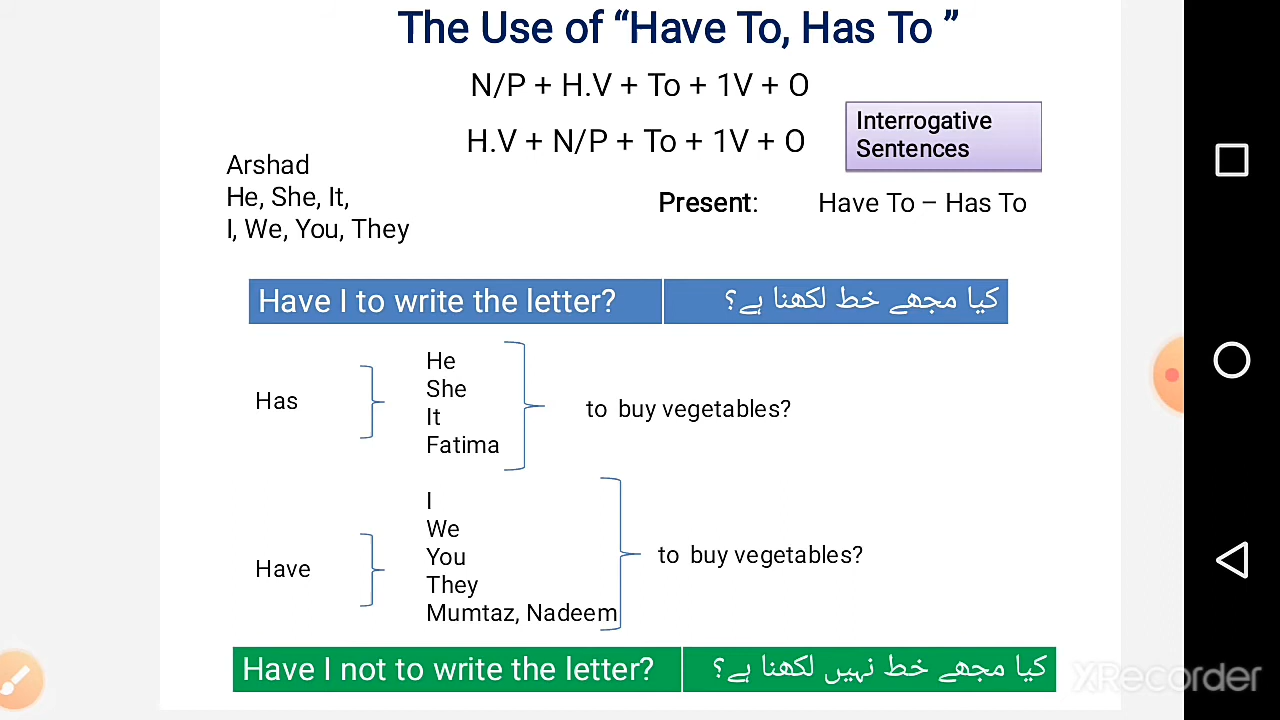 The Use of “Have To, Has To ”
N/P + H.V + To + 1V + O
H.V + N/P + To + 1V + O
Interrogative
Sentences
Arshad
He, She, It,
I, We, You, They
Present: Have To – Has To
Have I to write the letter? کیا مجھے خط لکھنا ہے؟
Has
He
She
It
Fatima
to buy vegetables?
Have
I
We
You
They
Mumtaz, Nadeem
to buy vegetables?
Have I not to write the letter? کیا مجھے خط نہیں لکھنا ہے؟
XRecorder